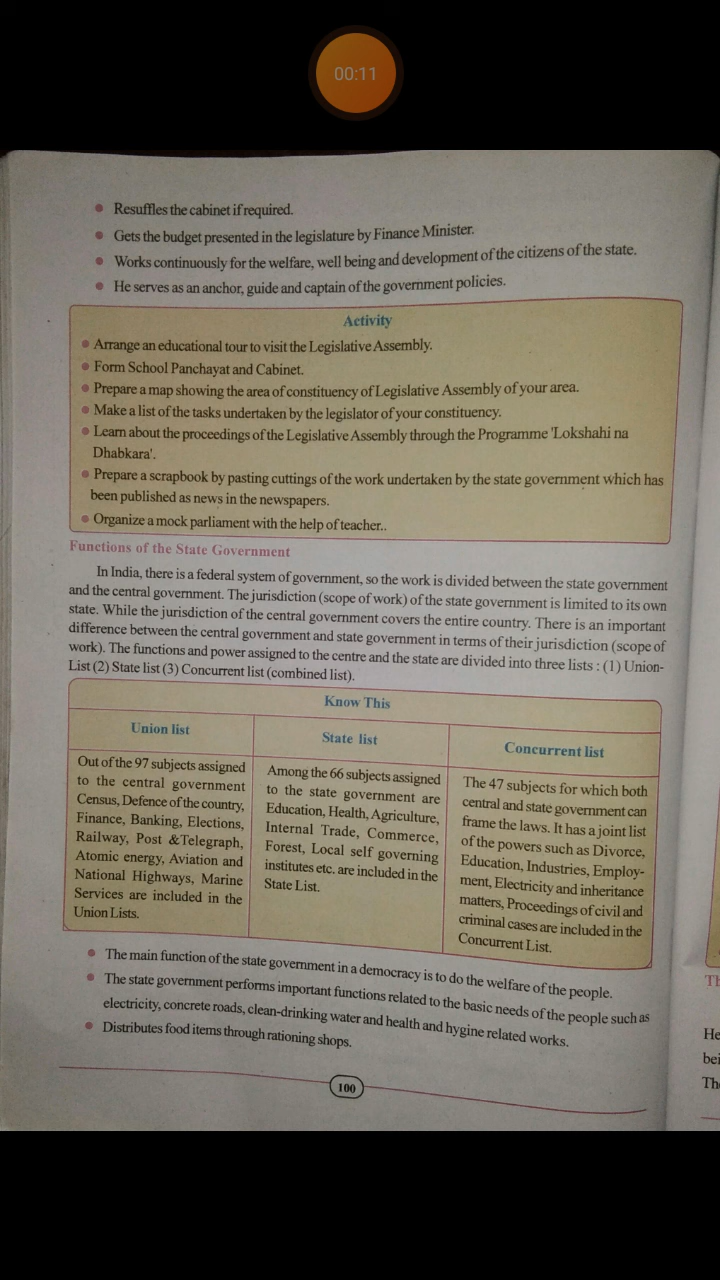 00:11
Resuffles the cabinet if required.
Gets the budget presented in the legislature by Finance Minister.
Works continuously for the welfare, well being and development of the citizens of the state.
He serves as an anchor, guide and captain of the government policies.
Activity
Arrange an educational tour to visit the Legislative Assembly.
Form School Panchayat and Cabinet.
Prepare a map showing the area of constituency of Legislative Assembly of your area.
Make a list of the tasks undertaken by the legislator of your constituency.
Learn about the proceedings of the Legislative Assembly through the Programme 'Lokshahi na
Dhabkara'.
Prepare a scrapbook by pasting cuttings of the work undertaken by the state government which has
been published as news in the newspapers.
Organize a mock parliament with the help of teacher..
Functions of the State Government
In India, there is a federal system of government, so the work is divided between the state government
and the central government. The jurisdiction (scope of work) of the state government is limited to its own
state. While the jurisdiction of the central government covers the entire country. There is an important
difference between the central government and state government in terms of their jurisdiction (scope of
work). The functions and power assigned to the centre and the state are divided into three lists : (1) Union-
List (2) State list (3) Concurrent list (combined list).
Know This
Union list
Out of the 97 subjects assigned
to the central government
Census, Defence of the country,
Finance, Banking, Elections,
Railway, Post &Telegraph,
Atomic energy, Aviation and
National Highways, Marine
Services are included in the
Union Lists.
State list
Among the 66 subjects assigned
to the state government are
Education, Health, Agriculture,
Internal Trade, Commerce,
Forest, Local self governing
institutes etc. are included in the
State List.
Concurrent list
The 47 subjects for which both
central and state government can
frame the laws. It has a joint list
of the powers such as Divorce,
Education, Industries, Employ-
ment, Electricity and inheritance
matters, Proceedings of civil and
criminal cases are included in the
Concurrent List.
The main function of the state government in a democracy is to do the welfare of the people.
The state government performs important functions related to the basic needs of the people such as
electricity, concrete roads, clean-drinking water and health and hygine related works.
Distributes food items through rationing shops.
100
Th
He
bei
Th